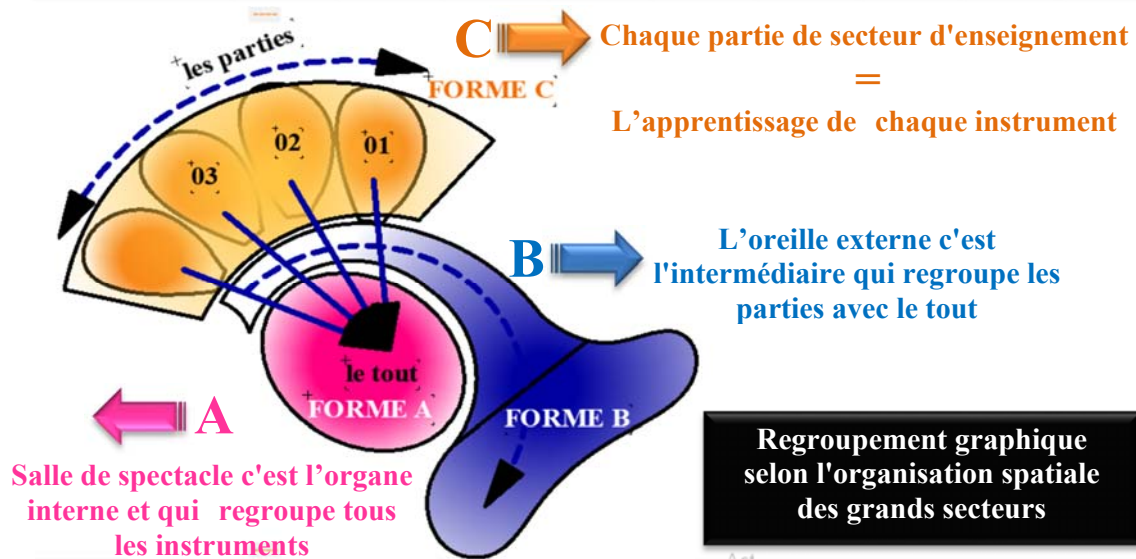 C
Chaque partie de secteur d'enseignement
=
L'apprentissage de chaque instrument
les parties
FORME C
01
02
03
B
L'oreille externe c'est
l'intermédiaire qui regroupe les
parties avec le tout
le tout
FORME A
FORME B
A
Salle de spectacle c'est l'organe
interne et qui regroupe tous
les instruments
Regroupement graphique
selon l'organisation spatiale
des grands secteurs